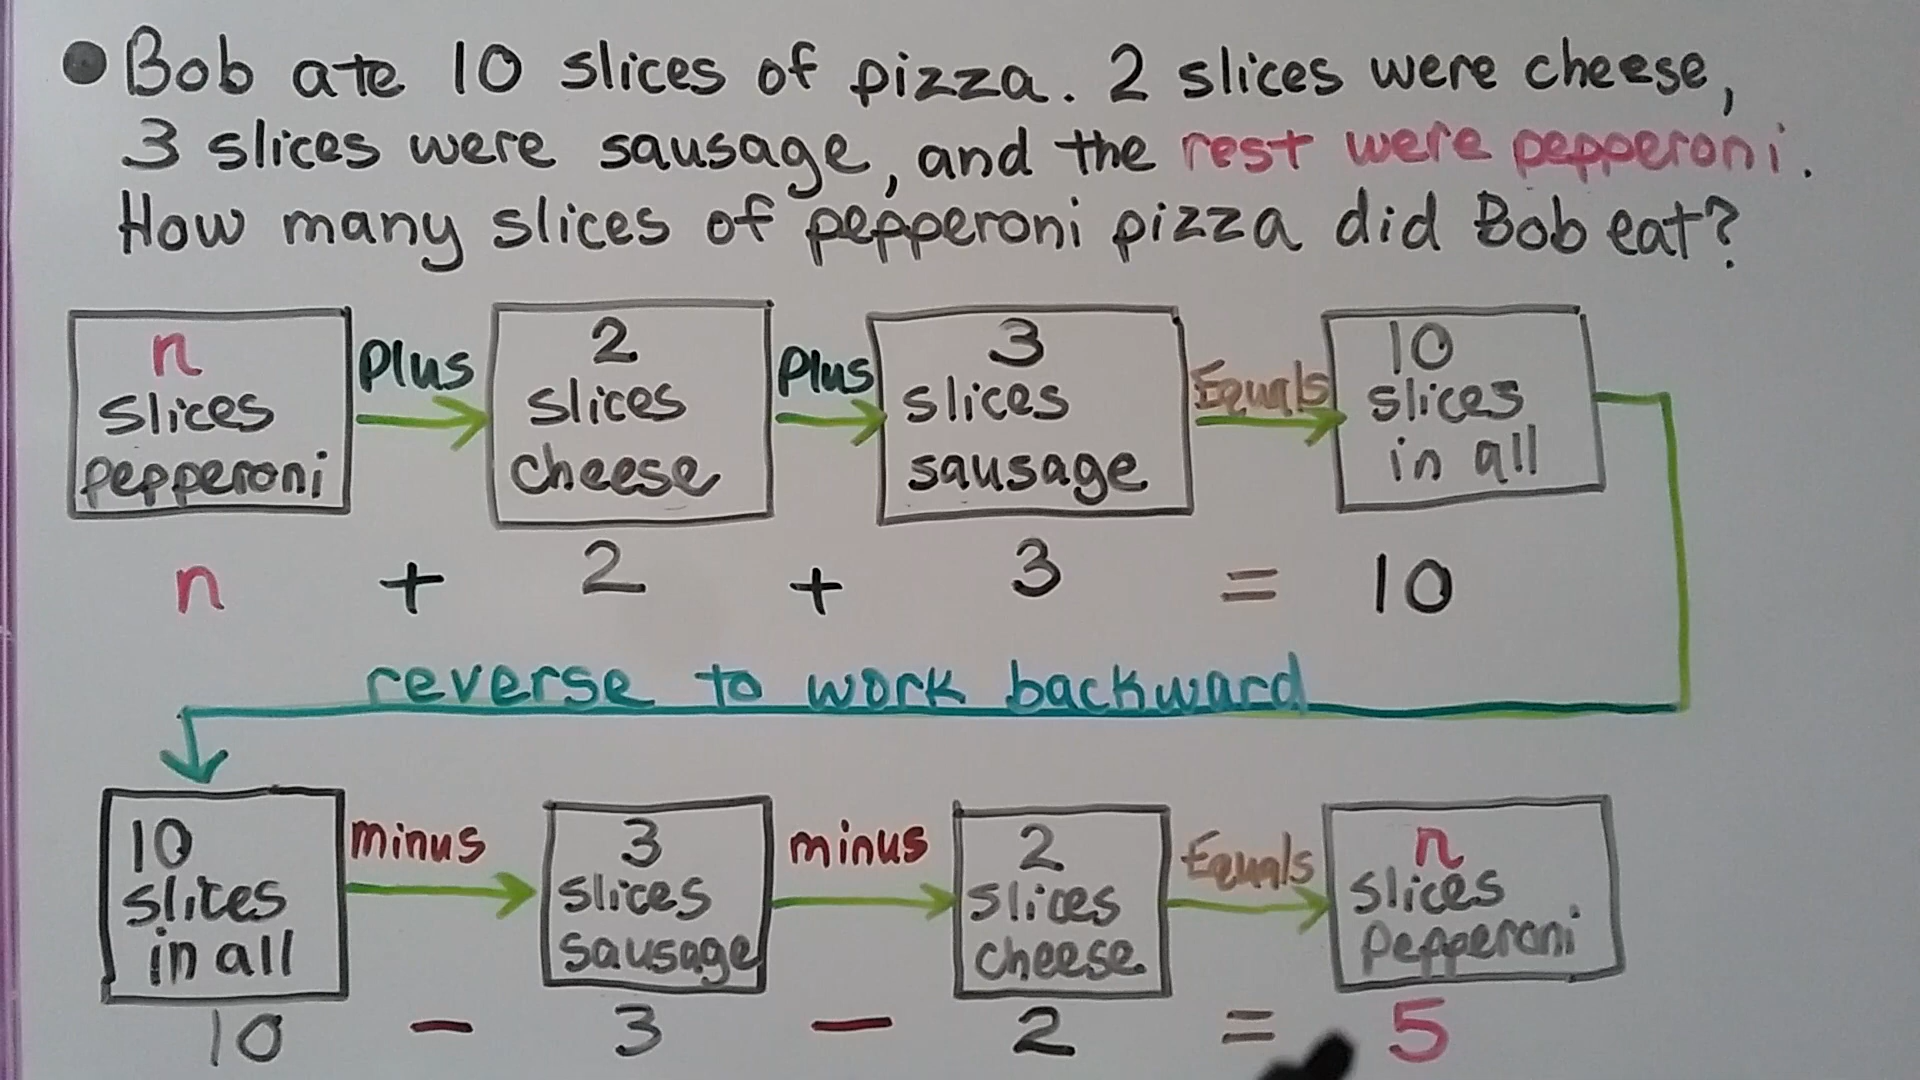 Bob ate 10 slices of pizza. 2 slices were cheese,
3 slices were sausage, and the rest were pepperoni.
How many slices of pepperoni pizza did Bob eat?
n slices pepperoni
Plus
2 slices cheese
Plus
3 slices sausage
Equals
10 slices in all
n + 2 + 3 = 10
reverse to work backward
10 slices in all
minus
3 slices sausage
minus
2 slices cheese
Equals
n slices Pepperoni
10 - 3 - 2 = 5